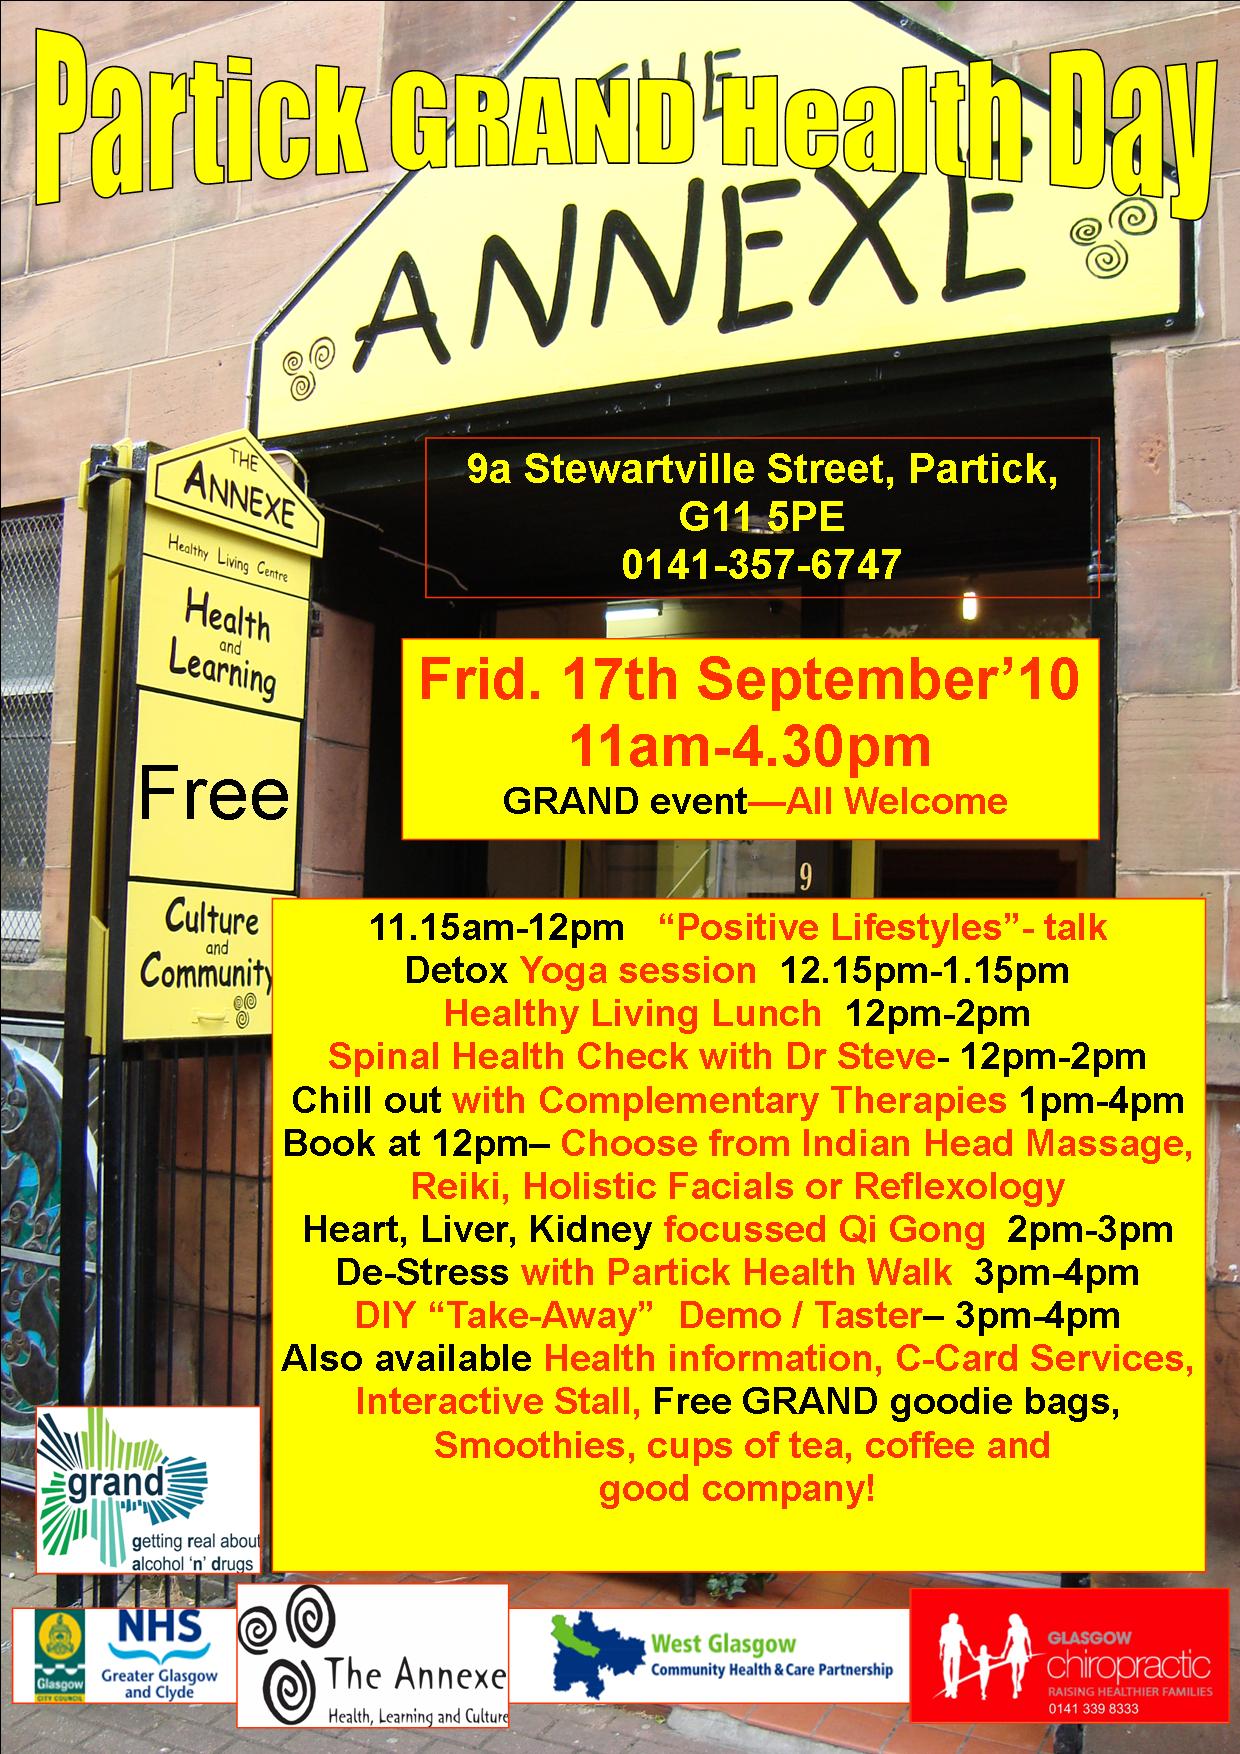 Partick GRAND Health Day
THE
ANNEXE
9a Stewartville Street, Partick,
G11 5PE
0141-357-6747
THE
ANNEXE
Healthy Living Centre
Health
and
Learning
Free
Culture
and
Community
Frid. 17th September’10
11am-4.30pm
GRAND event—All Welcome
9
11.15am-12pm “Positive Lifestyles”- talk
Detox Yoga session 12.15pm-1.15pm
Healthy Living Lunch 12pm-2pm
Spinal Health Check with Dr Steve- 12pm-2pm
Chill out with Complementary Therapies 1pm-4pm
Book at 12pm– Choose from Indian Head Massage,
Reiki, Holistic Facials or Reflexology
Heart, Liver, Kidney focussed Qi Gong 2pm-3pm
De-Stress with Partick Health Walk 3pm-4pm
DIY “Take-Away” Demo / Taster– 3pm-4pm
Also available Health information, C-Card Services,
Interactive Stall, Free GRAND goodie bags,
Smoothies, cups of tea, coffee and
good company!
grand
getting real about
alcohol ‘n’ drugs
Glasgow
CITY COUNCIL
NHS
Greater Glasgow
and Clyde
The Annexe
Health, Learning and Culture
West Glasgow
Community Health & Care Partnership
GLASGOW
chiropractic
RAISING HEALTHIER FAMILIES
0141 339 8333